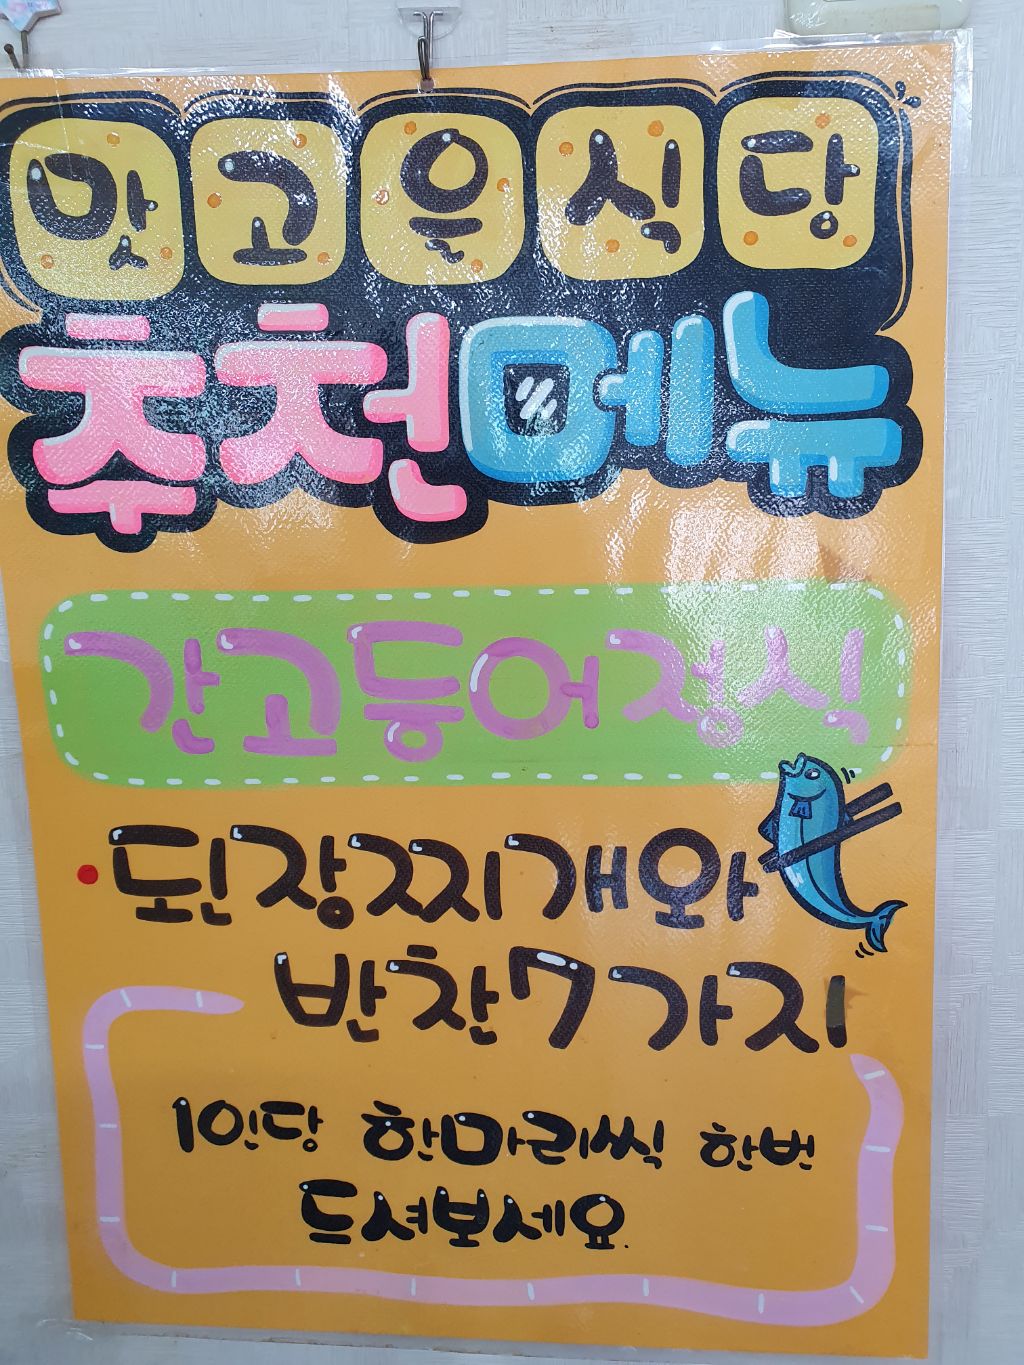 맛고을식당
추천메뉴
간고등어정식
• 된장찌개와
반찬7가지
1인당 한마리씩 한번
드셔보세요.